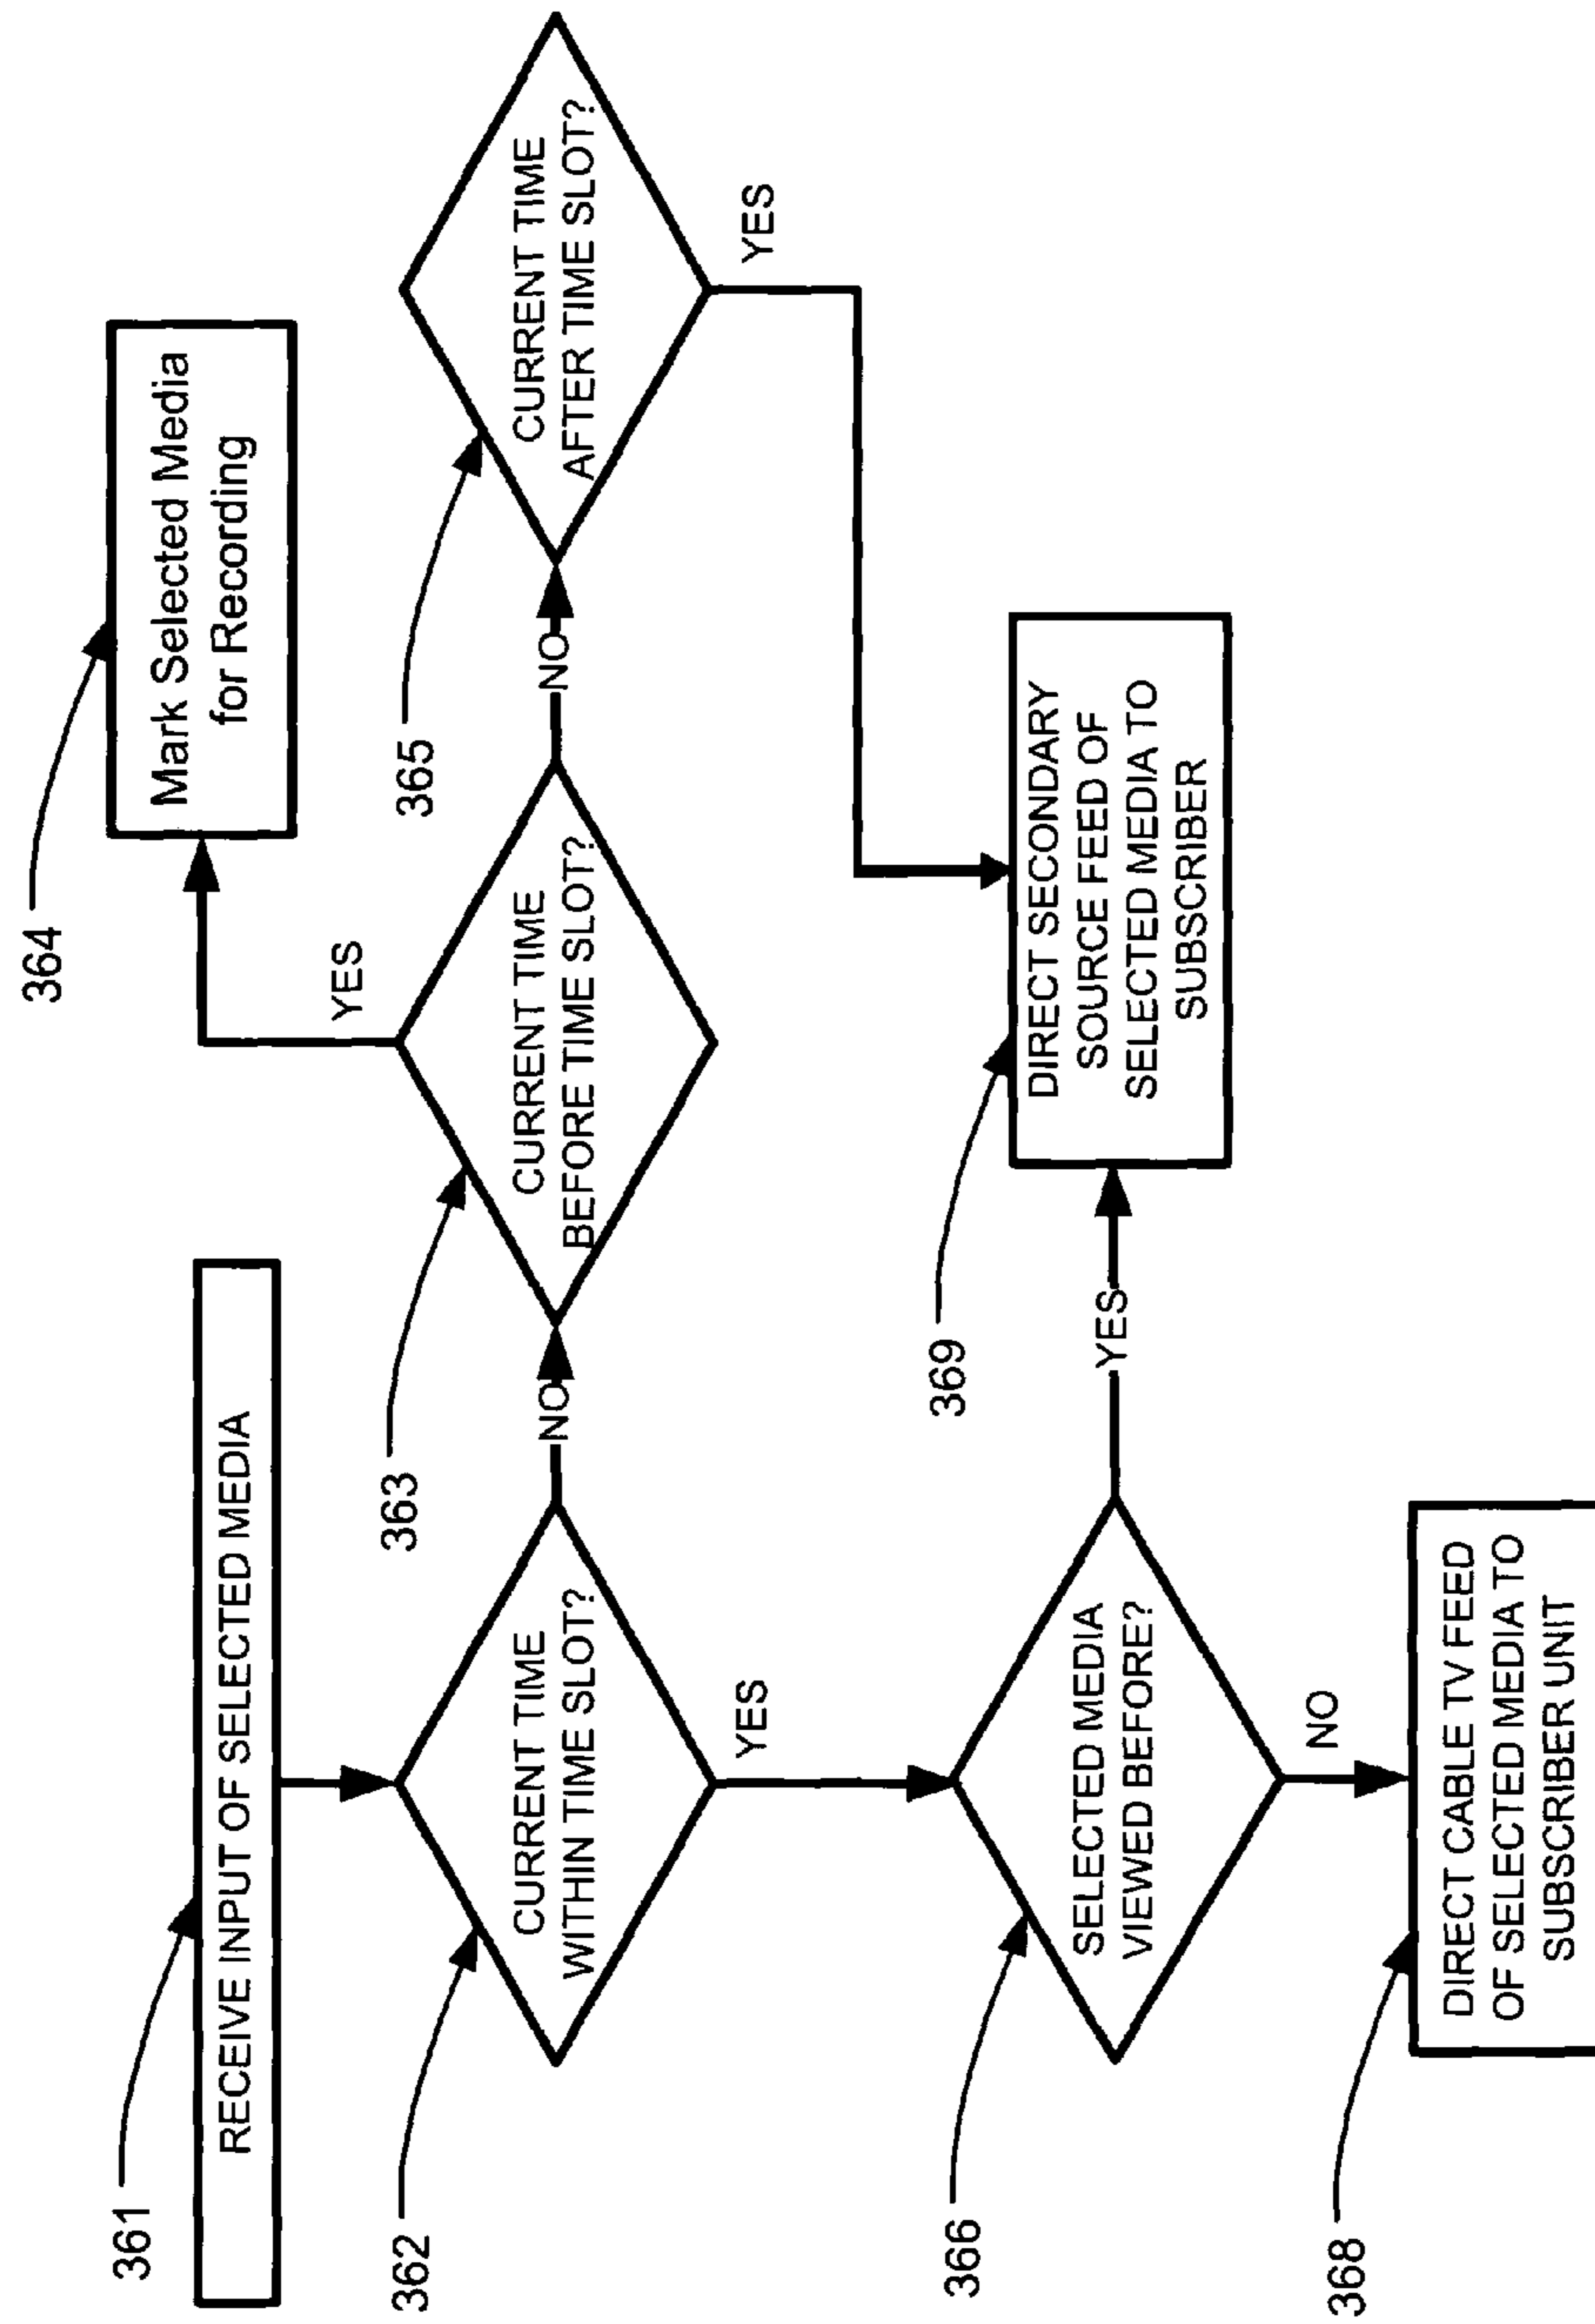 361
RECEIVE INPUT OF SELECTED MEDIA
362
CURRENT TIME
WITHIN TIME SLOT?
NO
YES
363
CURRENT TIME
BEFORE TIME SLOT?
YES
NO
364
Mark Selected Media
for Recording
365
CURRENT TIME
AFTER TIME SLOT?
YES
366
SELECTED MEDIA
VIEWED BEFORE?
YES
NO
369
DIRECT SECONDARY
SOURCE FEED OF
SELECTED MEDIA TO
SUBSCRIBER
368
DIRECT CABLE TV FEED
OF SELECTED MEDIA TO
SUBSCRIBER UNIT